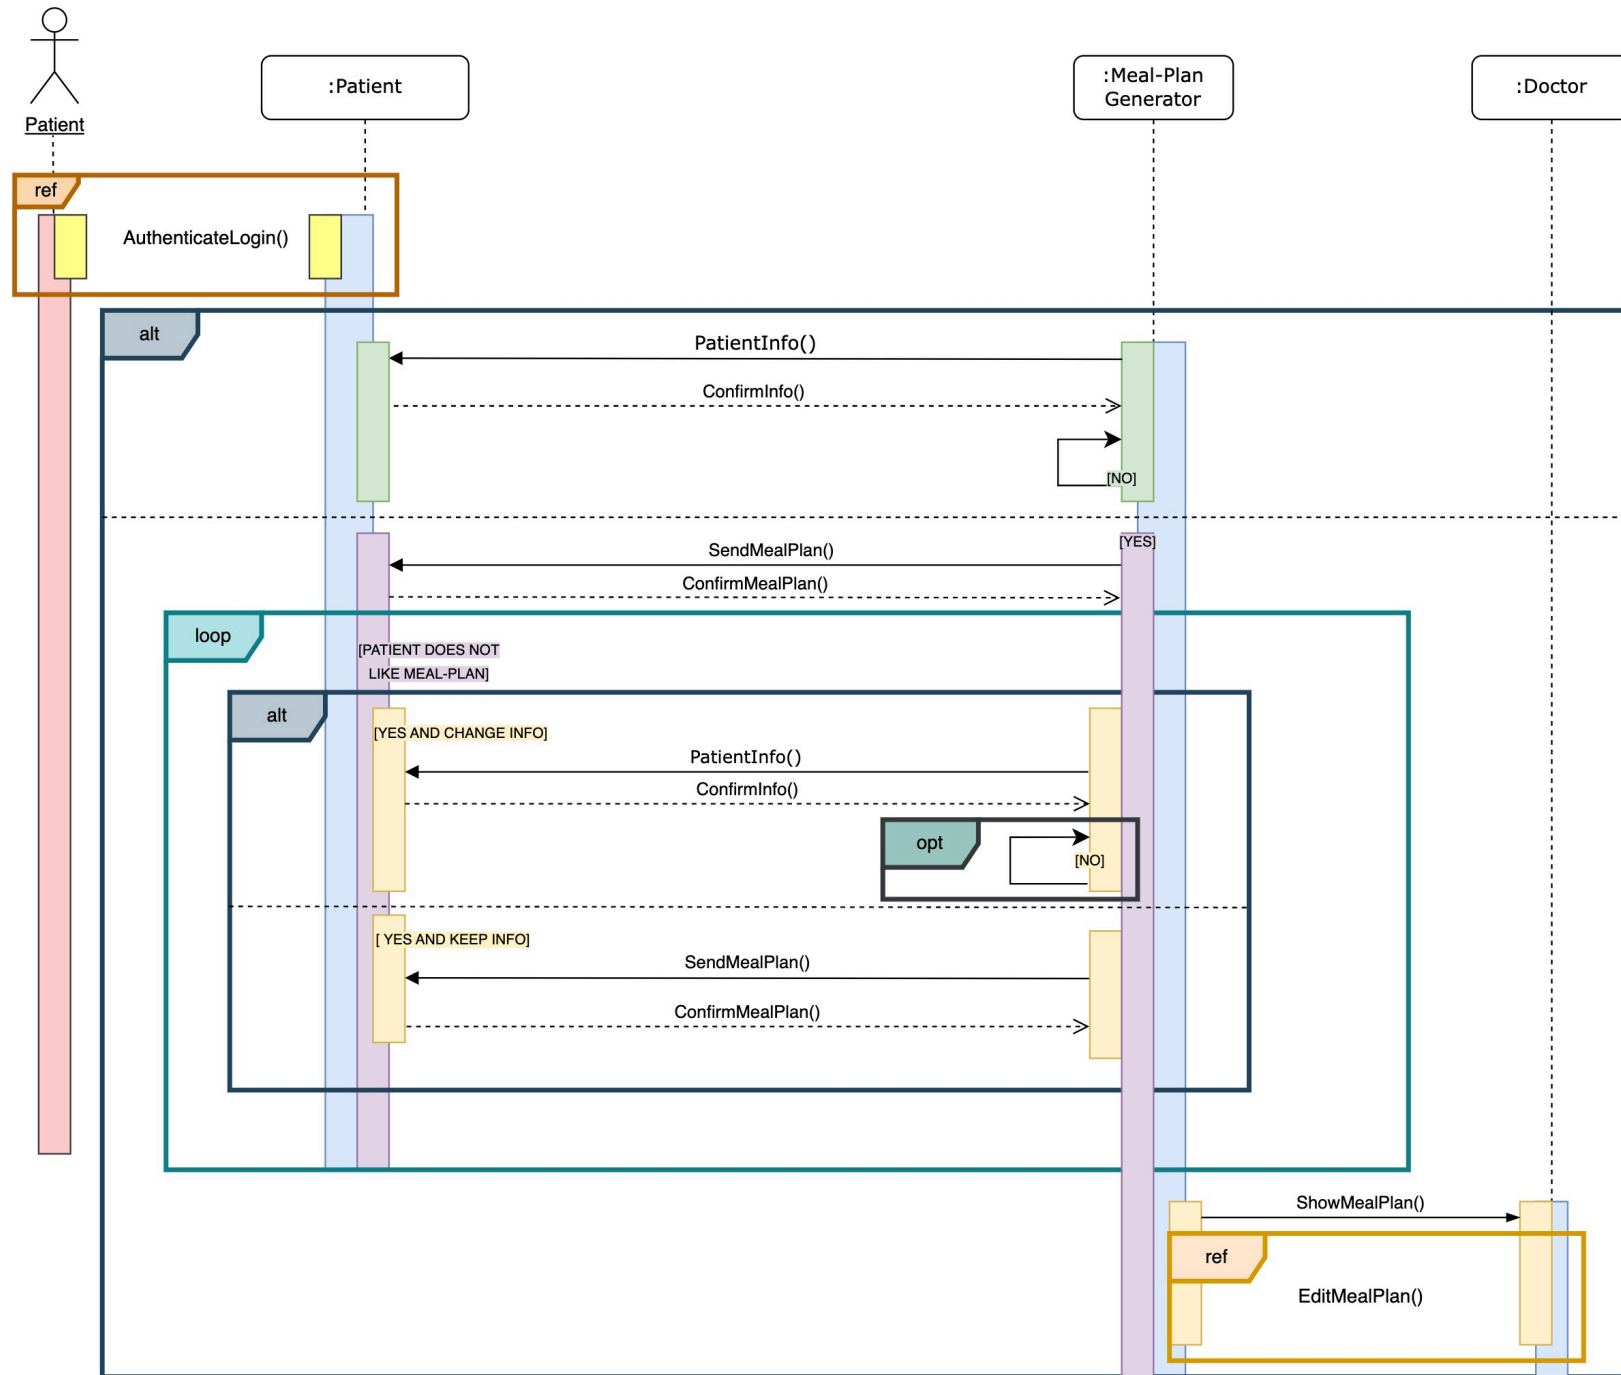 Patient
:Patient
:Meal-Plan
Generator
:Doctor
ref
AuthenticateLogin()
alt
PatientInfo()
ConfirmInfo()
[NO]
[YES]
SendMealPlan()
ConfirmMealPlan()
loop
[PATIENT DOES NOT
LIKE MEAL-PLAN]
alt
[YES AND CHANGE INFO]
PatientInfo()
ConfirmInfo()
opt
[NO]
[ YES AND KEEP INFO]
SendMealPlan()
ConfirmMealPlan()
ShowMealPlan()
ref
EditMealPlan()